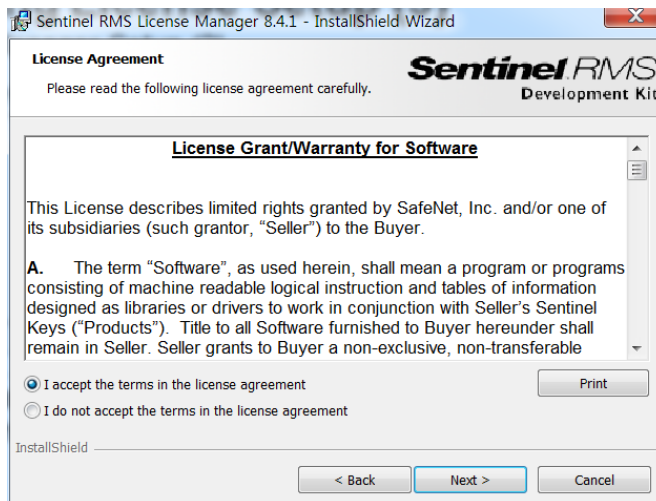 Sentinel RMS License Manager 8.4.1 - InstallShield Wizard
License Agreement
Please read the following license agreement carefully.
Sentinel RMS
Development Kit
License Grant/Warranty for Software
This License describes limited rights granted by SafeNet, Inc. and/or one of
its subsidiaries (such grantor, “Seller”) to the Buyer.
A. The term “Software”, as used herein, shall mean a program or programs
consisting of machine readable logical instruction and tables of information
designed as libraries or drivers to work in conjunction with Seller’s Sentinel
Keys (“Products”). Title to all Software furnished to Buyer hereunder shall
remain in Seller. Seller grants to Buyer a non-exclusive, non-transferable
I accept the terms in the license agreement
Print
I do not accept the terms in the license agreement
InstallShield
< Back
Next >
Cancel